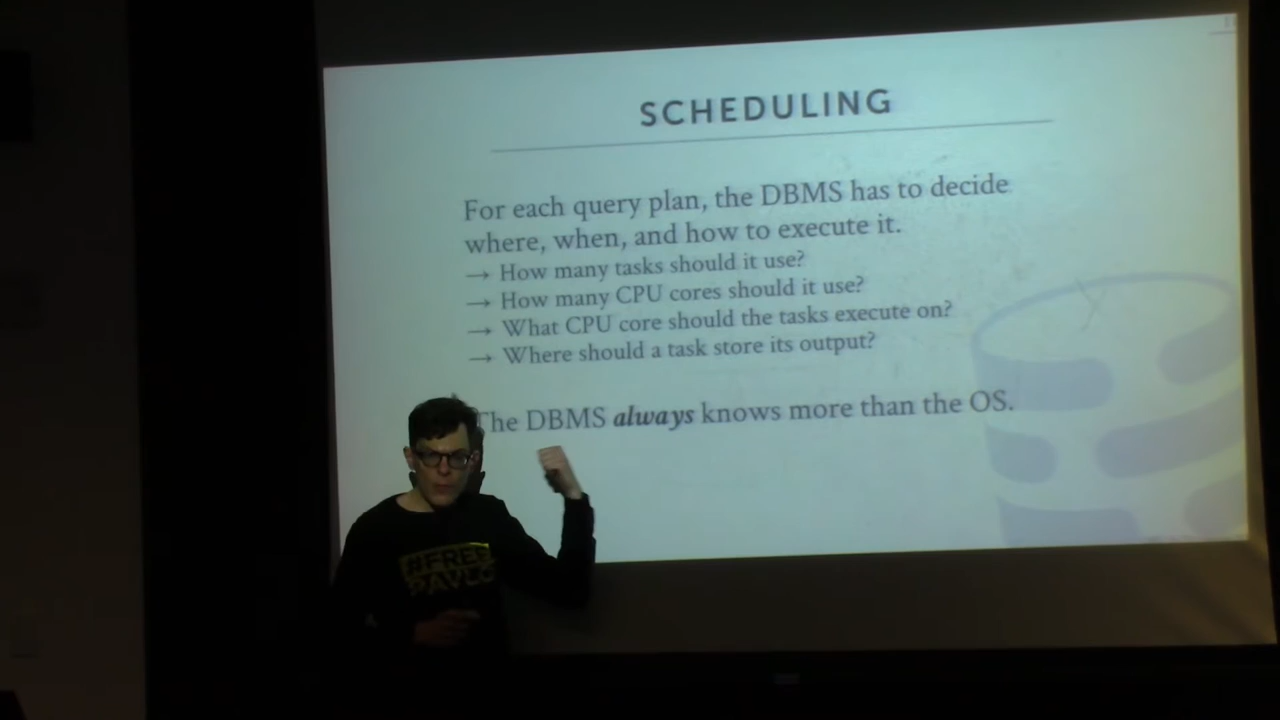 SCHEDULING
For each query plan, the DBMS has to decide
where, when, and how to execute it.
→ How many tasks should it use?
→ How many CPU cores should it use?
→ What CPU core should the tasks execute on?
→ Where should a task store its output?
The DBMS always knows more than the OS.
#FREE
PAVLO